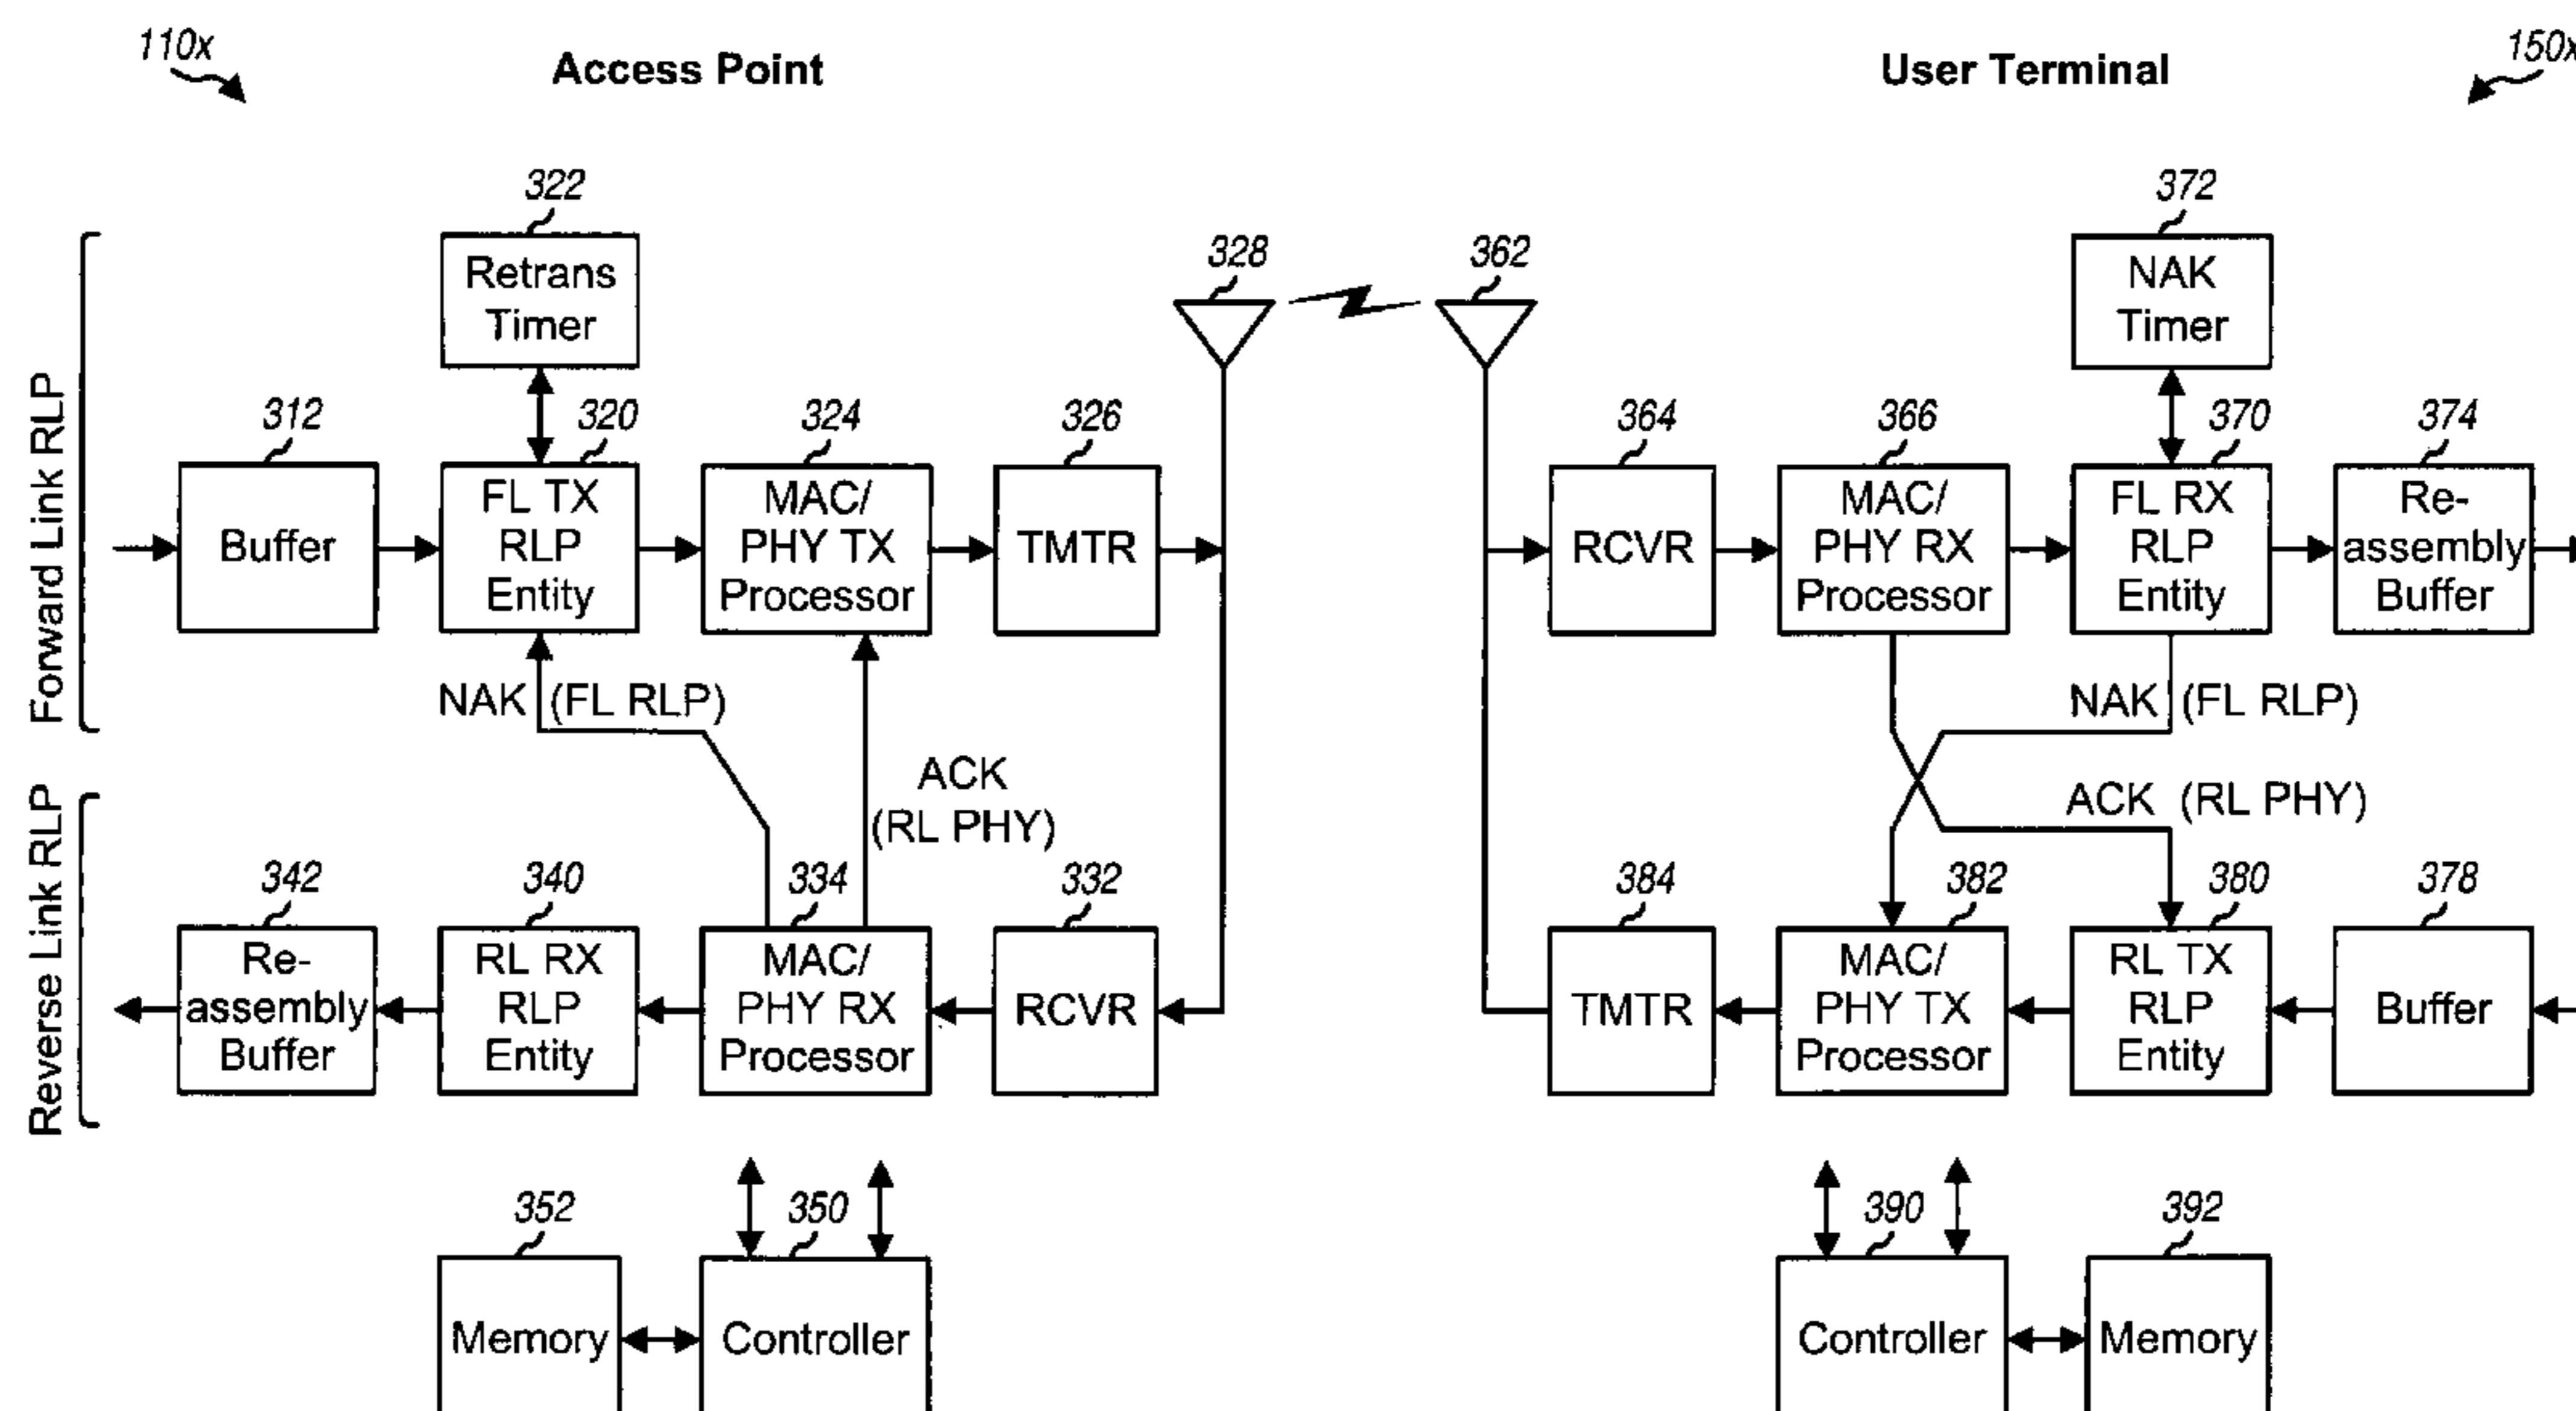 110x
Access Point
User Terminal
150x
322
372
Retrans
Timer
328
362
NAK
Timer
Forward Link RLP
312
320
324
326
364
366
370
374
Buffer
FL TX
RLP
Entity
MAC/
PHY TX
Processor
TMTR
RCVR
MAC/
PHY RX
Processor
FL RX
RLP
Entity
Re-
assembly
Buffer
NAK (FL RLP)
NAK (FL RLP)
ACK
(RL PHY)
ACK (RL PHY)
Reverse Link RLP
342
340
334
332
384
382
380
378
Re-
assembly
Buffer
RL RX
RLP
Entity
MAC/
PHY RX
Processor
RCVR
TMTR
MAC/
PHY TX
Processor
RL TX
RLP
Entity
Buffer
352
350
390
392
Memory
Controller
Controller
Memory